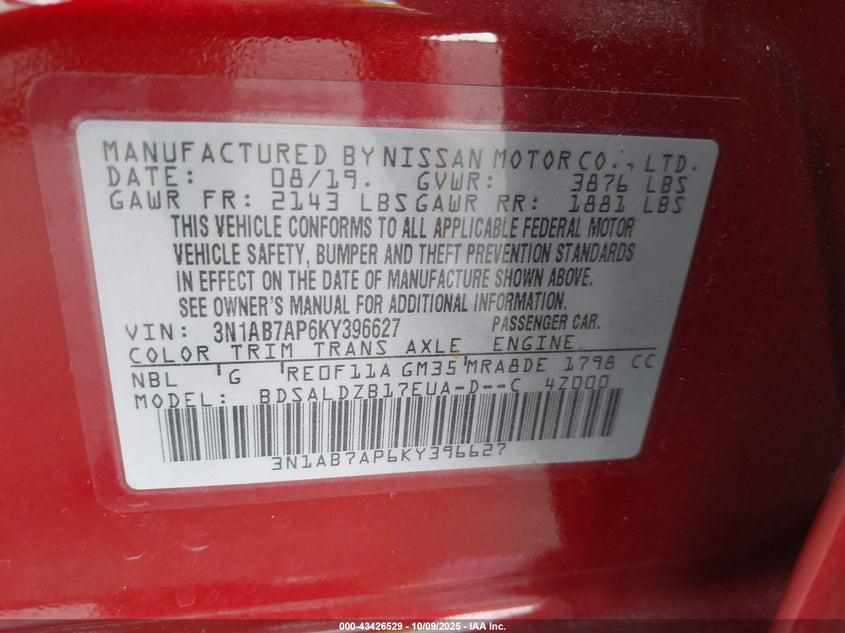 MANUFACTURED BY NISSAN MOTOR CO., LTD.
DATE: 08/19. GVWR: 3876 LBS
GAWR FR: 2143 LBS GAWR RR: 1881 LBS
THIS VEHICLE CONFORMS TO ALL APPLICABLE FEDERAL MOTOR
VEHICLE SAFETY, BUMPER AND THEFT PREVENTION STANDARDS
IN EFFECT ON THE DATE OF MANUFACTURE SHOWN ABOVE.
SEE OWNER'S MANUAL FOR ADDITIONAL INFORMATION.
VIN: 3N1AB7AP6KY396627 PASSENGER CAR.
COLOR TRIM TRANS AXLE ENGINE
NBL G RE0F11A GM35 MRA8DE 1798 CC
MODEL: BDSALDZB17EUA-D--C 4Z000
3N1AB7AP6KY396627
000-43426529 - 10/09/2025 - IAA Inc.